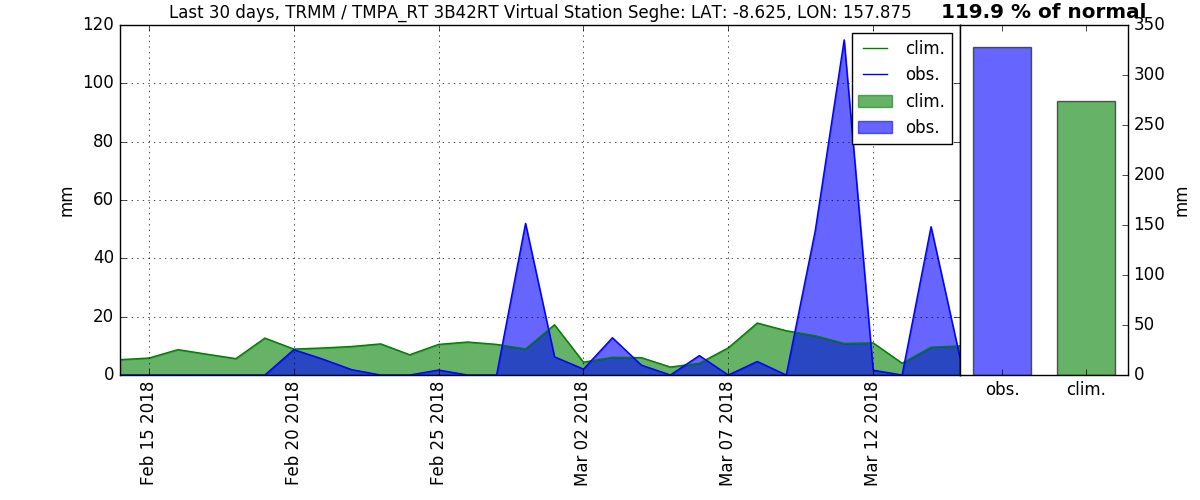 Last 30 days, TRMM / TMPA_RT 3B42RT Virtual Station Seghe: LAT: -8.625, LON: 157.875
119.9 % of normal
120
100
80
60
40
20
0
mm
clim.
obs.
clim.
obs.
350
300
250
200
150
100
50
0
mm
Feb 15 2018
Feb 20 2018
Feb 25 2018
Mar 02 2018
Mar 07 2018
Mar 12 2018
obs.
clim.